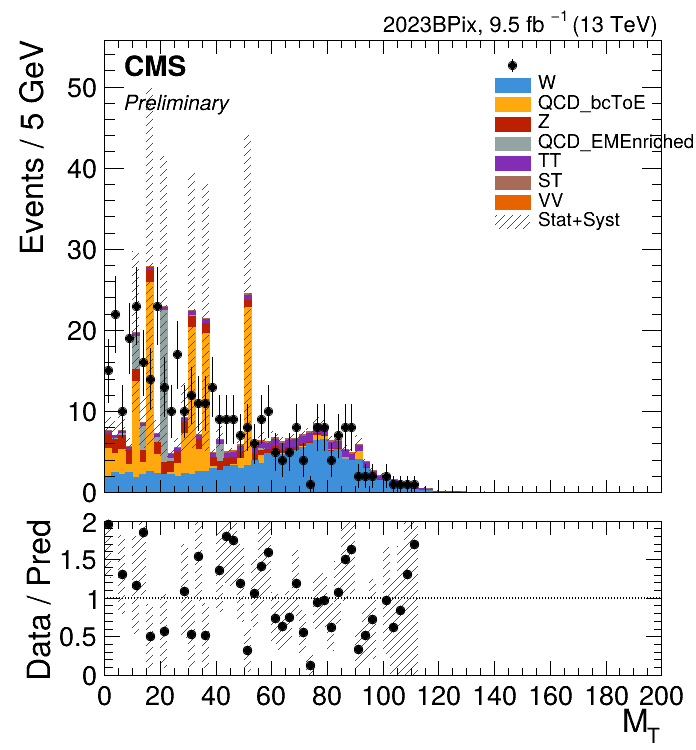 2023BPix, 9.5 fb⁻¹ (13 TeV)
CMS
Preliminary
W
QCD_bcToE
Z
QCD_EMEnriched
TT
ST
VV
Stat+Syst
Events / 5 GeV
50
40
30
20
10
0
Data / Pred
2
1.5
1
0.5
0
0 20 40 60 80 100 120 140 160 180 200
M_T